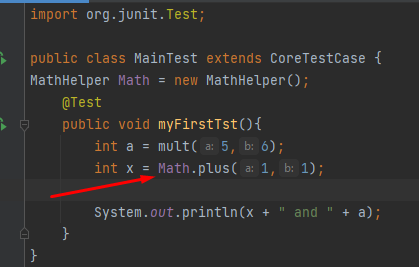 import org.junit.Test;
public class MainTest extends CoreTestCase {
MathHelper Math = new MathHelper();
@Test
public void myFirstTst(){
int a = mult( a: 5, b: 6);
int x = Math.plus( a: 1, b: 1);
System.out.println(x + " and " + a);
}
}